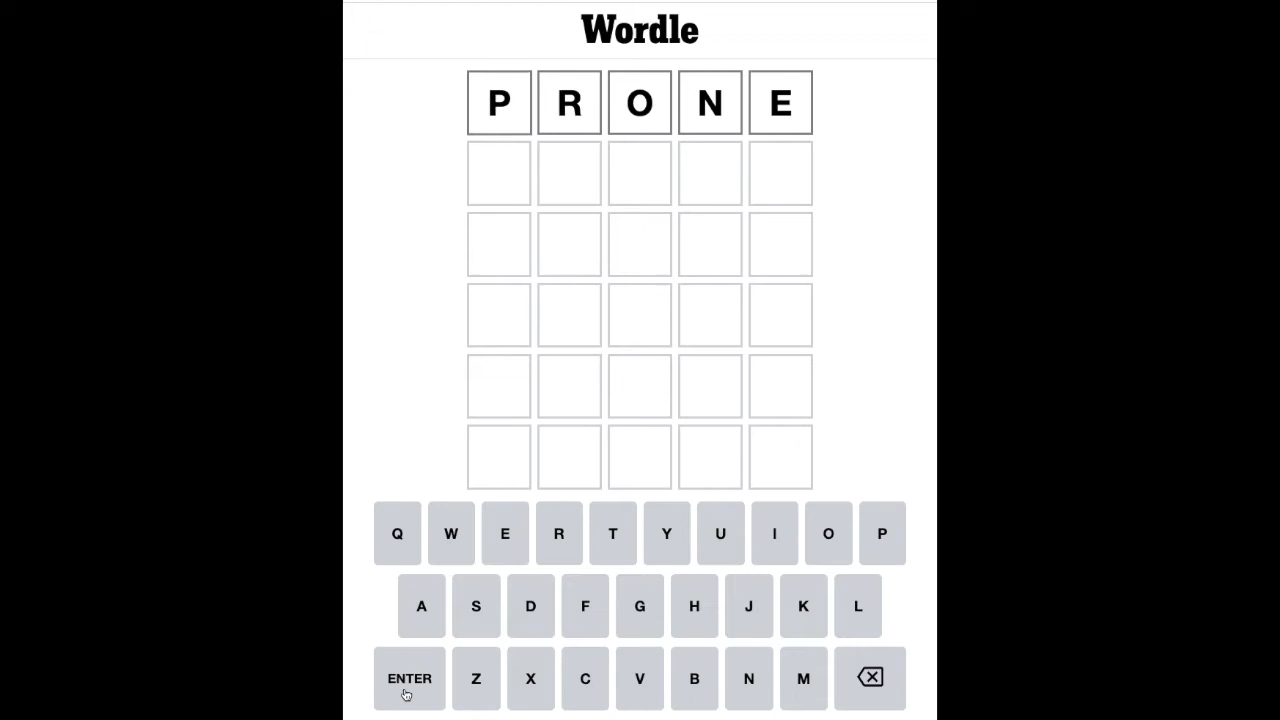 Wordle
P R O N E
Q W E R T Y U I O P
A S D F G H J K L
ENTER Z X C V B N M